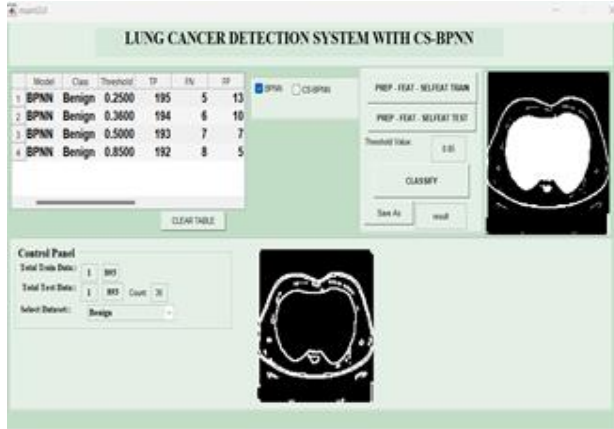 mainGUI
LUNG CANCER DETECTION SYSTEM WITH CS-BPNN
Model Class Threshold TP FN FP
1 BPNN Benign 0.2500 195 5 13
2 BPNN Benign 0.3600 194 6 10
3 BPNN Benign 0.5000 193 7 7
4 BPNN Benign 0.8500 192 8 5
CLEAR TABLE
BPNN CS-BPNN
PREP - FEAT - SELFEAT TRAIN
PREP - FEAT - SELFEAT TEST
Threshold Value
0.85
CLASSIFY
Save As result
Control Panel
Total Train Data: 1
Total Test Data: 1 Count
Select Dataset: Benign